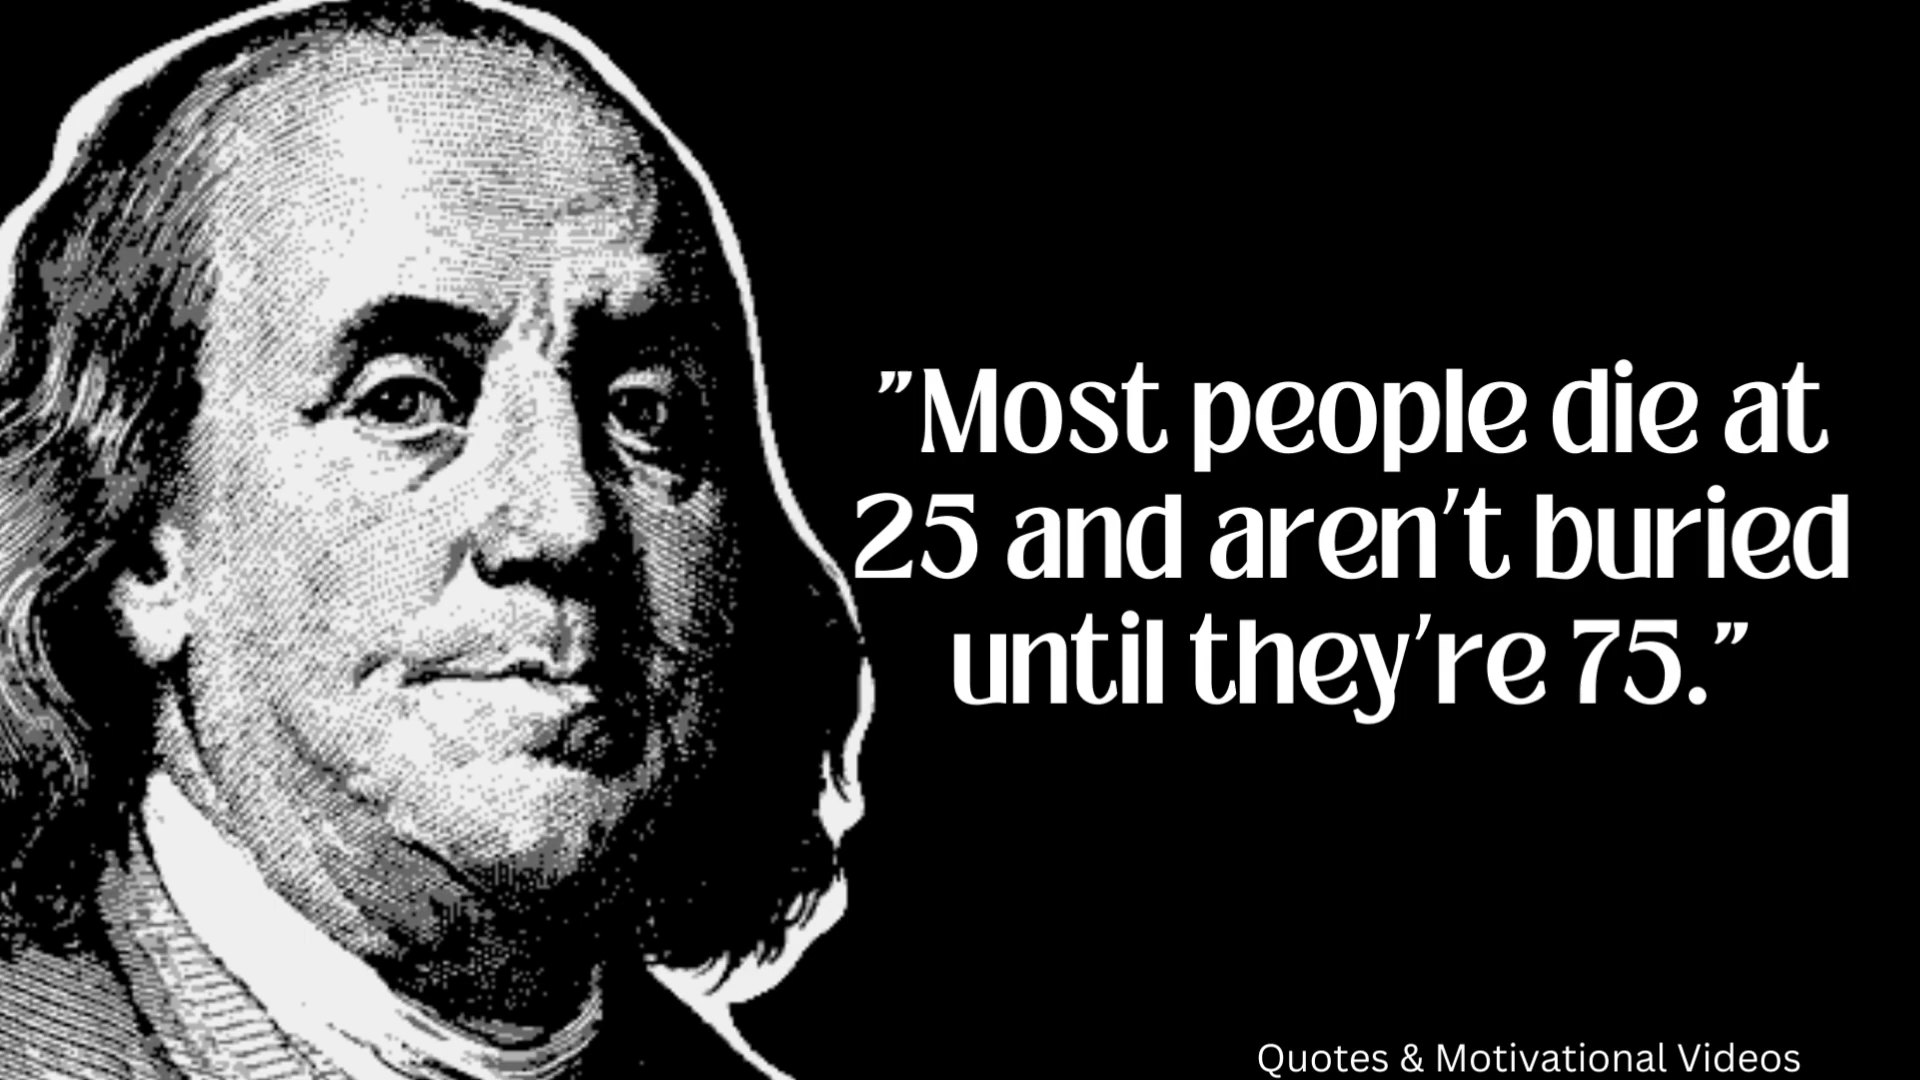 ”Most people die at
25 and aren’t buried
until they’re 75.”
Quotes & Motivational Videos